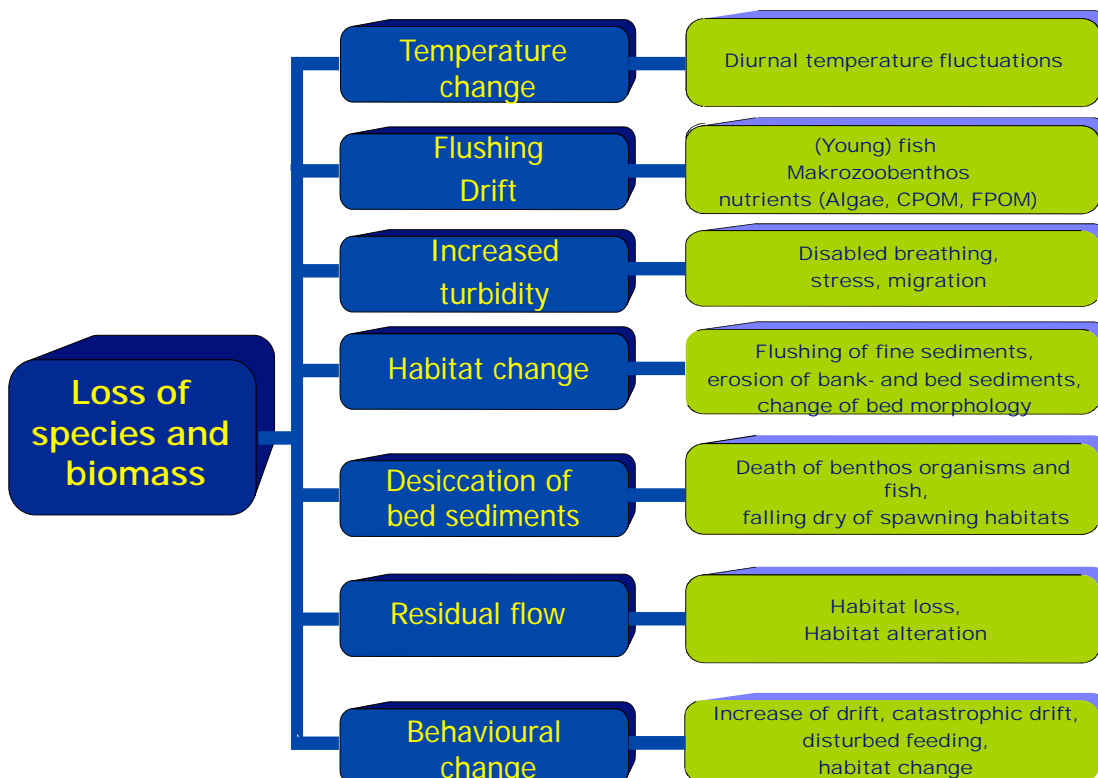 Loss of
species and
biomass
Temperature
change
Diurnal temperature fluctuations
Flushing
Drift
(Young) fish
Makrozoobenthos
nutrients (Algae, CPOM, FPOM)
Increased
turbidity
Disabled breathing,
stress, migration
Habitat change
Flushing of fine sediments,
erosion of bank- and bed sediments,
change of bed morphology
Desiccation of
bed sediments
Death of benthos organisms and
fish,
falling dry of spawning habitats
Residual flow
Habitat loss,
Habitat alteration
Behavioural
change
Increase of drift, catastrophic drift,
disturbed feeding,
habitat change